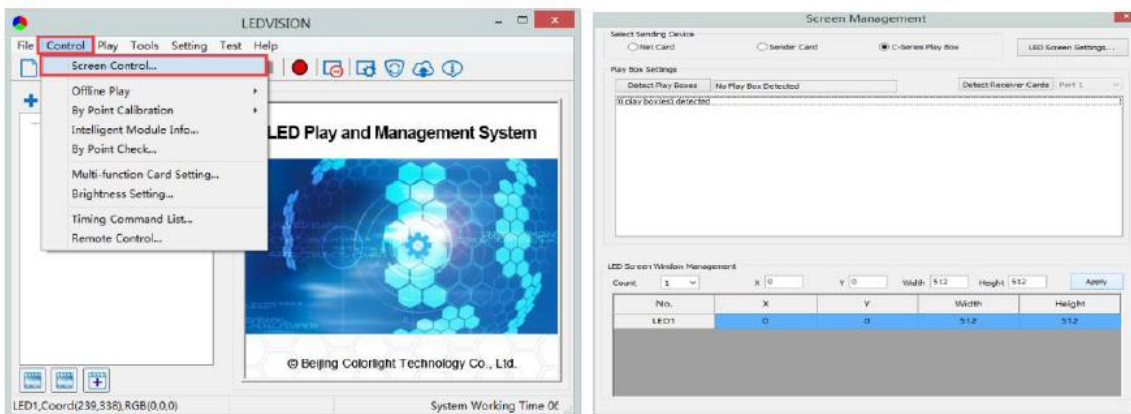 LEDVISION
File Control Play Tools Setting Test Help
Screen Control...
Offline Play
By Point Calibration
Intelligent Module Info...
By Point Check...
Multi-function Card Setting...
Brightness Setting...
Timing Command List...
Remote Control...
LED Play and Management System
© Beijing Colorlight Technology Co., Ltd.
LED1,Coord(239,338),RGB(0,0,0) System Working Time 06
Screen Management
Select Sending Device
Net Card Sender Card C-Series Play Box LED Screen Settings...
Play Box Settings
Detect Play Boxes No Play Box Detected Detect Receiver Cards Port 1
0 play box(es) detected
LED Screen Window Management
Count 1 X 0 Y 0 Width 512 Height 512 Apply
No. X Y Width Height
LED1 0 0 512 512